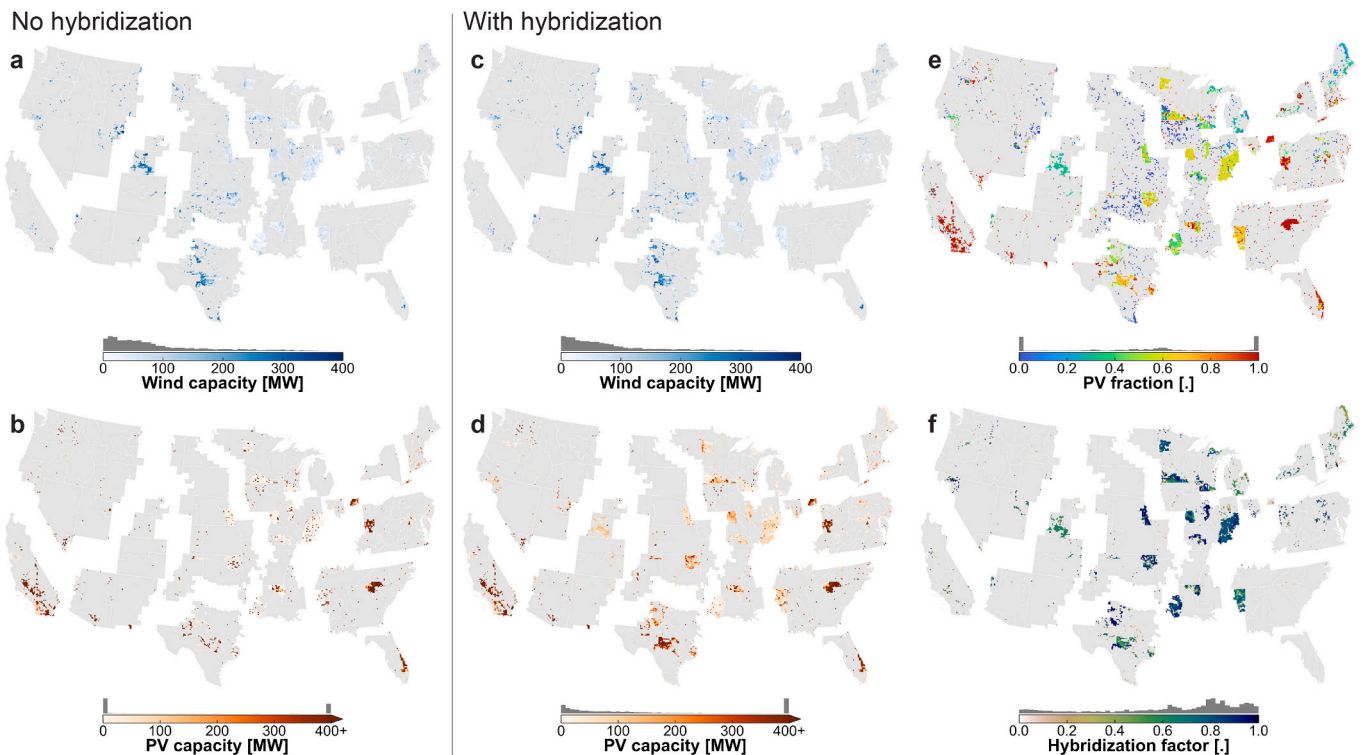 No hybridization
With hybridization
a
c
e
0 100 200 300 400
Wind capacity [MW]
0 100 200 300 400
Wind capacity [MW]
0.0 0.2 0.4 0.6 0.8 1.0
PV fraction [.]
b
d
f
0 100 200 300 400+
PV capacity [MW]
0 100 200 300 400+
PV capacity [MW]
0.0 0.2 0.4 0.6 0.8 1.0
Hybridization factor [.]